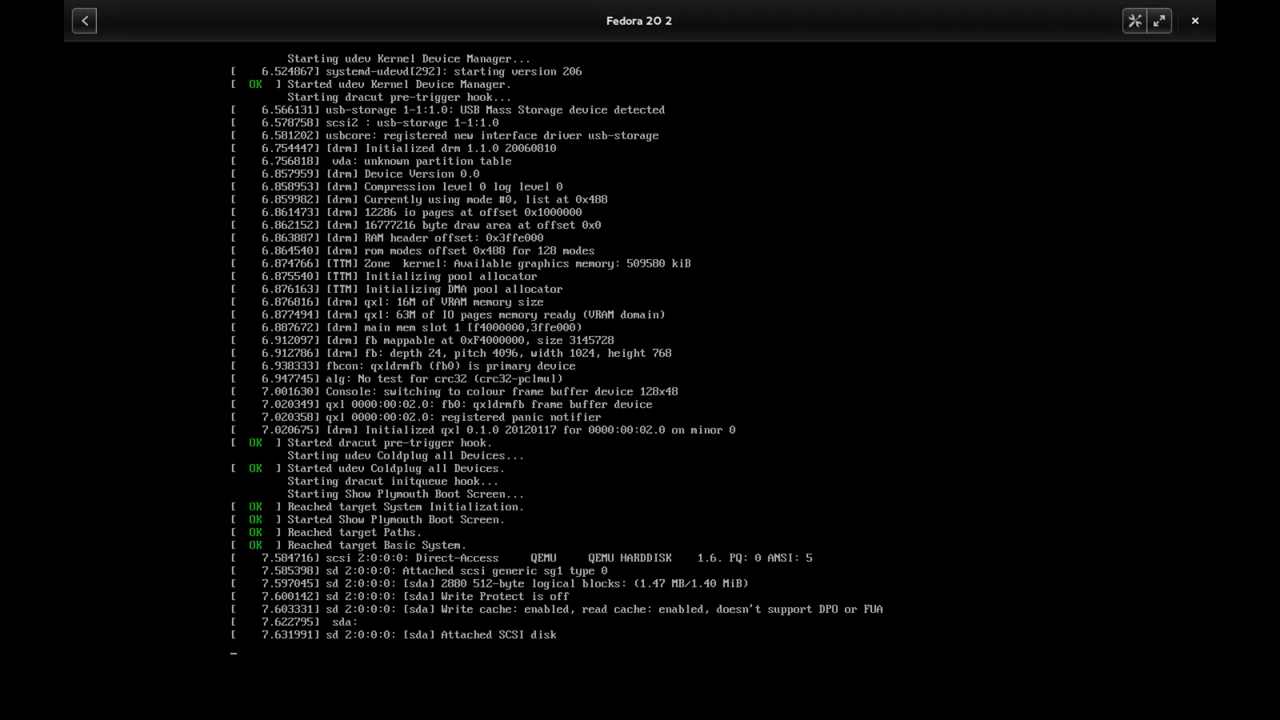 Fedora 20 2
Starting udev Kernel Device Manager...
[    6.524867] systemd-udevd[292]: starting version 206
[  OK  ] Started udev Kernel Device Manager.
Starting dracut pre-trigger hook...
[    6.566131] usb-storage 1-1:1.0: USB Mass Storage device detected
[    6.578758] scsi2 : usb-storage 1-1:1.0
[    6.581202] usbcore: registered new interface driver usb-storage
[    6.754447] [drm] Initialized drm 1.1.0 20060810
[    6.756818]  vda: unknown partition table
[    6.857959] [drm] Device Version 0.0
[    6.858953] [drm] Compression level 0 log level 0
[    6.859982] [drm] Currently using mode #0, list at 0x488
[    6.861473] [drm] 12286 io pages at offset 0x1000000
[    6.862152] [drm] 16777216 byte draw area at offset 0x0
[    6.863887] [drm] RAM header offset: 0x3ffe000
[    6.864540] [drm] rom modes offset 0x488 for 128 modes
[    6.874766] [TTM] Zone  kernel: Available graphics memory: 509580 kiB
[    6.875540] [TTM] Initializing pool allocator
[    6.876163] [TTM] Initializing DMA pool allocator
[    6.876816] [drm] qxl: 16M of VRAM memory size
[    6.877494] [drm] qxl: 63M of IO pages memory ready (VRAM domain)
[    6.887672] [drm] main mem slot 1 [f4000000,3ffe000)
[    6.912097] [drm] fb mappable at 0xF4000000, size 3145728
[    6.912786] [drm] fb: depth 24, pitch 4096, width 1024, height 768
[    6.938333] fbcon: qxldrmfb (fb0) is primary device
[    6.947745] alg: No test for crc32 (crc32-pclmul)
[    7.001630] Console: switching to colour frame buffer device 128x48
[    7.020349] qxl 0000:00:02.0: fb0: qxldrmfb frame buffer device
[    7.020358] qxl 0000:00:02.0: registered panic notifier
[    7.020675] [drm] Initialized qxl 0.1.0 20120117 for 0000:00:02.0 on minor 0
[  OK  ] Started dracut pre-trigger hook.
Starting udev Coldplug all Devices...
[  OK  ] Started udev Coldplug all Devices.
Starting dracut initqueue hook...
Starting Show Plymouth Boot Screen...
[  OK  ] Reached target System Initialization.
[  OK  ] Started Show Plymouth Boot Screen.
[  OK  ] Reached target Paths.
[  OK  ] Reached target Basic System.
[    7.584716] scsi 2:0:0:0: Direct-Access     QEMU     QEMU HARDDISK    1.6. PQ: 0 ANSI: 5
[    7.585398] sd 2:0:0:0: Attached scsi generic sg1 type 0
[    7.597045] sd 2:0:0:0: [sda] 2880 512-byte logical blocks: (1.47 MB/1.40 MiB)
[    7.600142] sd 2:0:0:0: [sda] Write Protect is off
[    7.603331] sd 2:0:0:0: [sda] Write cache: enabled, read cache: enabled, doesn't support DPO or FUA
[    7.622795]  sda:
[    7.631991] sd 2:0:0:0: [sda] Attached SCSI disk
_